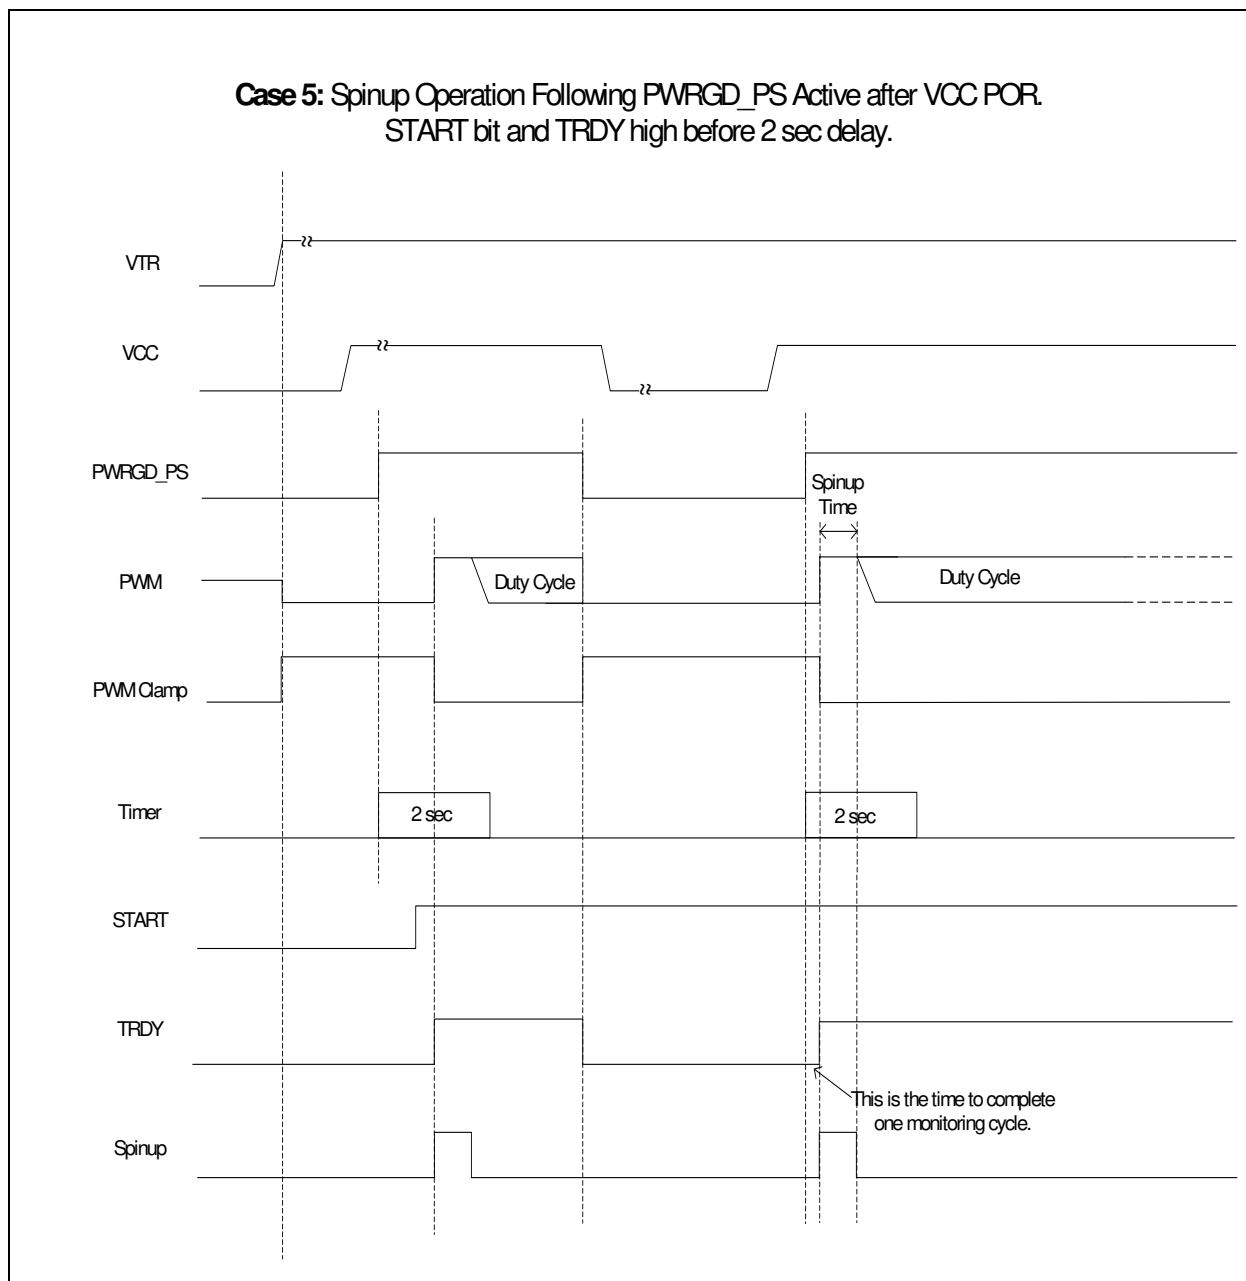 Case 5: Spinup Operation Following PWRGD_PS Active after VCC POR.
START bit and TRDY high before 2 sec delay.
VTR
VCC
PWRGD_PS
Spinup
Time
PWM
Duty Cycle
Duty Cycle
PWM Clamp
Timer
2 sec
2 sec
START
TRDY
This is the time to complete
one monitoring cycle.
Spinup